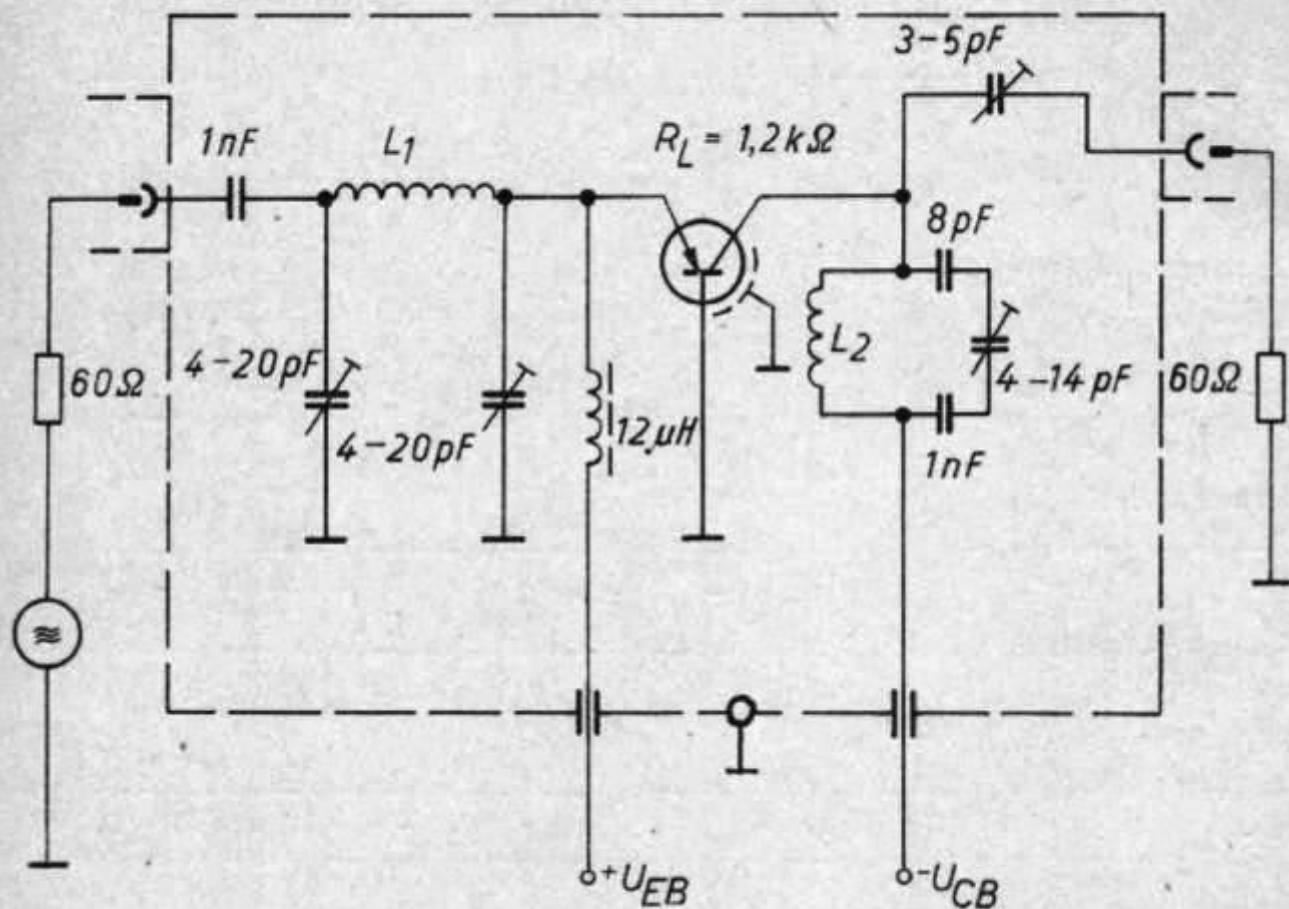 3-5pF
1nF
L1
RL = 1,2kΩ
8pF
L2
4-20pF
4-14pF
60Ω
60Ω
4-20pF
12µH
1nF
+UEB
-UCB